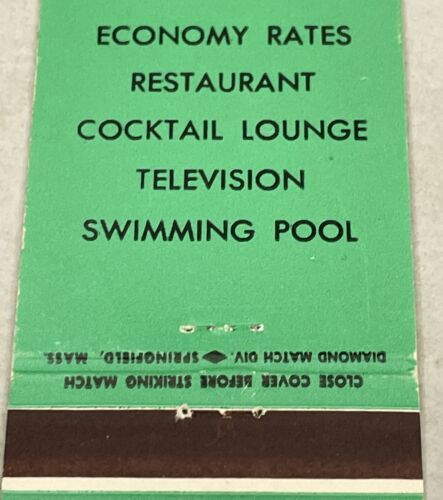 ECONOMY RATES
RESTAURANT
COCKTAIL LOUNGE
TELEVISION
SWIMMING POOL
CLOSE COVER BEFORE STRIKING MATCH
DIAMOND MATCH DIV. SPRINGFIELD, MASS.